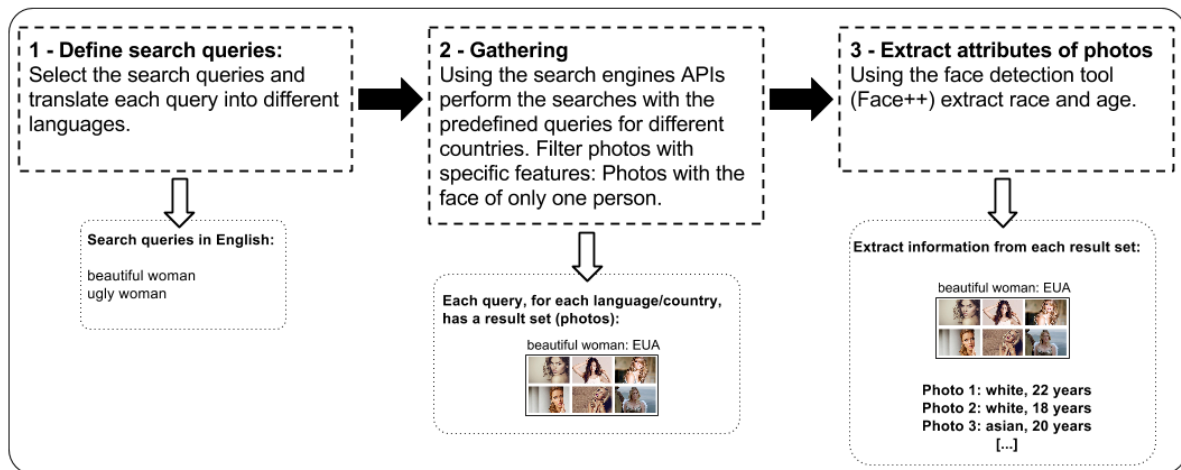 1 - Define search queries:
Select the search queries and
translate each query into different
languages.
Search queries in English:
beautiful woman
ugly woman
2 - Gathering
Using the search engines APIs
perform the searches with the
predefined queries for different
countries. Filter photos with
specific features: Photos with the
face of only one person.
Each query, for each language/country,
has a result set (photos):
beautiful woman: EUA
3 - Extract attributes of photos
Using the face detection tool
(Face++) extract race and age.
Extract information from each result set:
beautiful woman: EUA
Photo 1: white, 22 years
Photo 2: white, 18 years
Photo 3: asian, 20 years
[...]